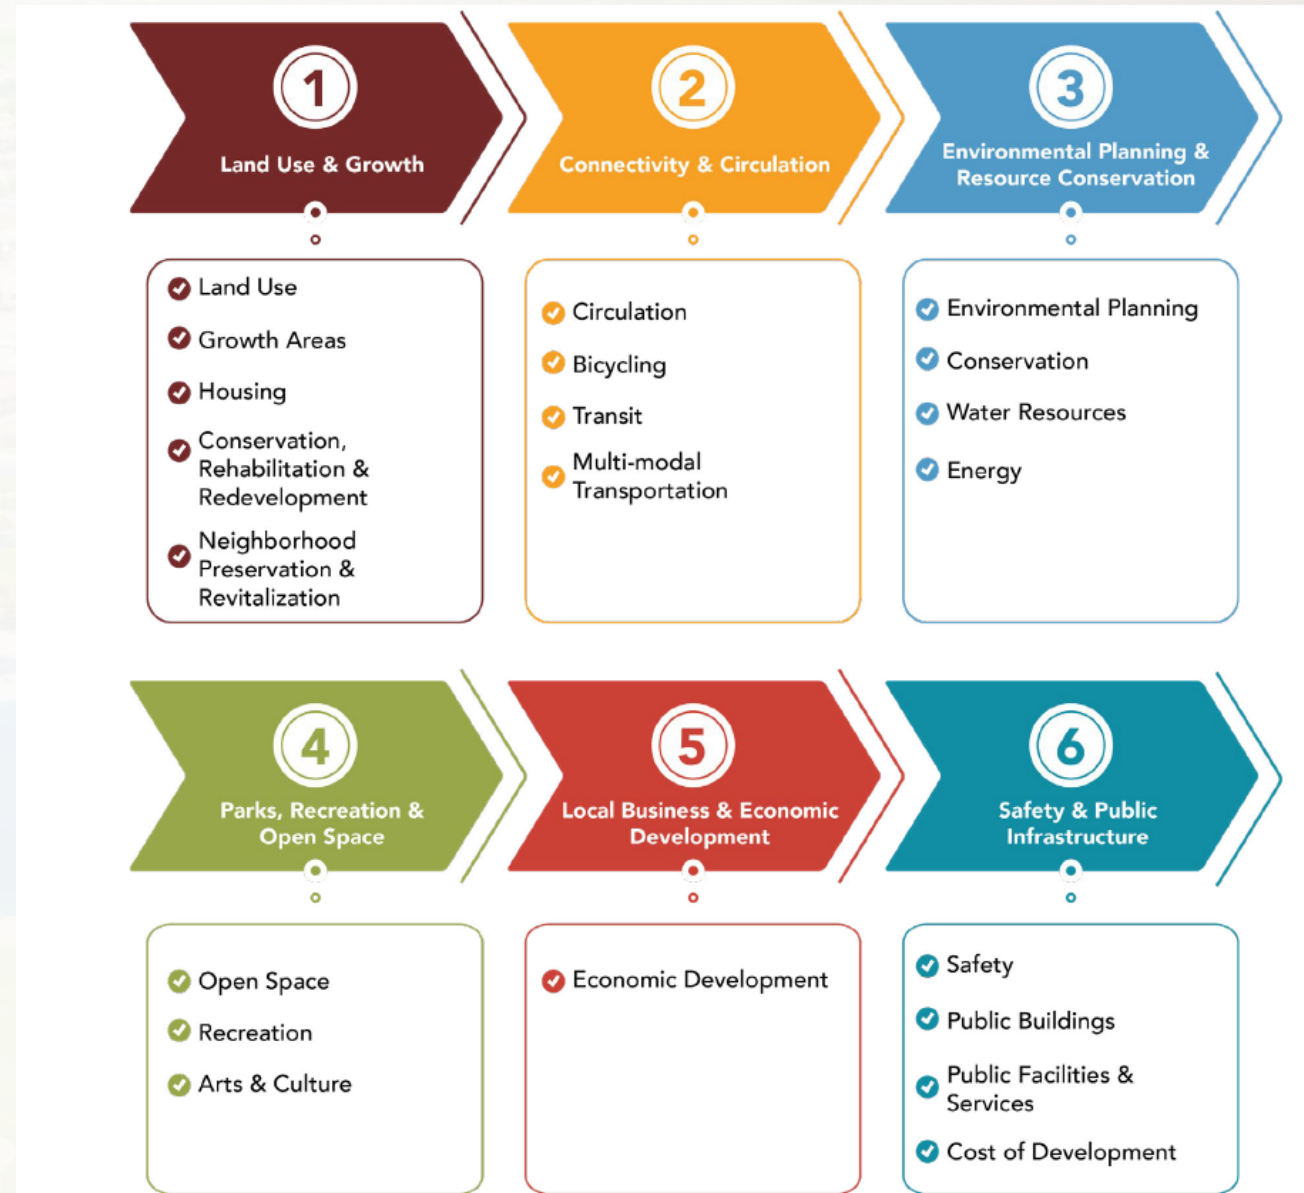 1
Land Use & Growth
Land Use
Growth Areas
Housing
Conservation,
Rehabilitation &
Redevelopment
Neighborhood
Preservation &
Revitalization
2
Connectivity & Circulation
Circulation
Bicycling
Transit
Multi-modal
Transportation
3
Environmental Planning &
Resource Conservation
Environmental Planning
Conservation
Water Resources
Energy
4
Parks, Recreation &
Open Space
Open Space
Recreation
Arts & Culture
5
Local Business & Economic
Development
Economic Development
6
Safety & Public
Infrastructure
Safety
Public Buildings
Public Facilities &
Services
Cost of Development